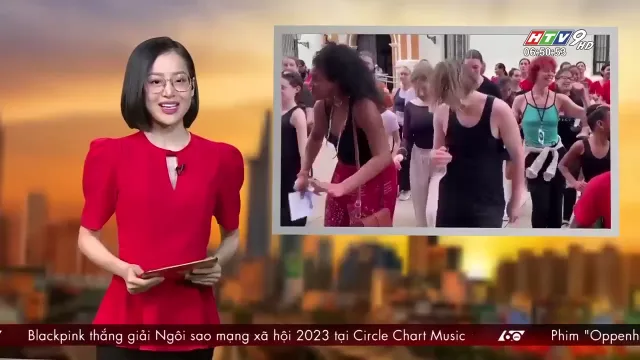 HTV9 HD
06:50:53
Blackpink thắng giải Ngôi sao mạng xã hội 2023 tại Circle Chart Music
60
Phim "Oppenh